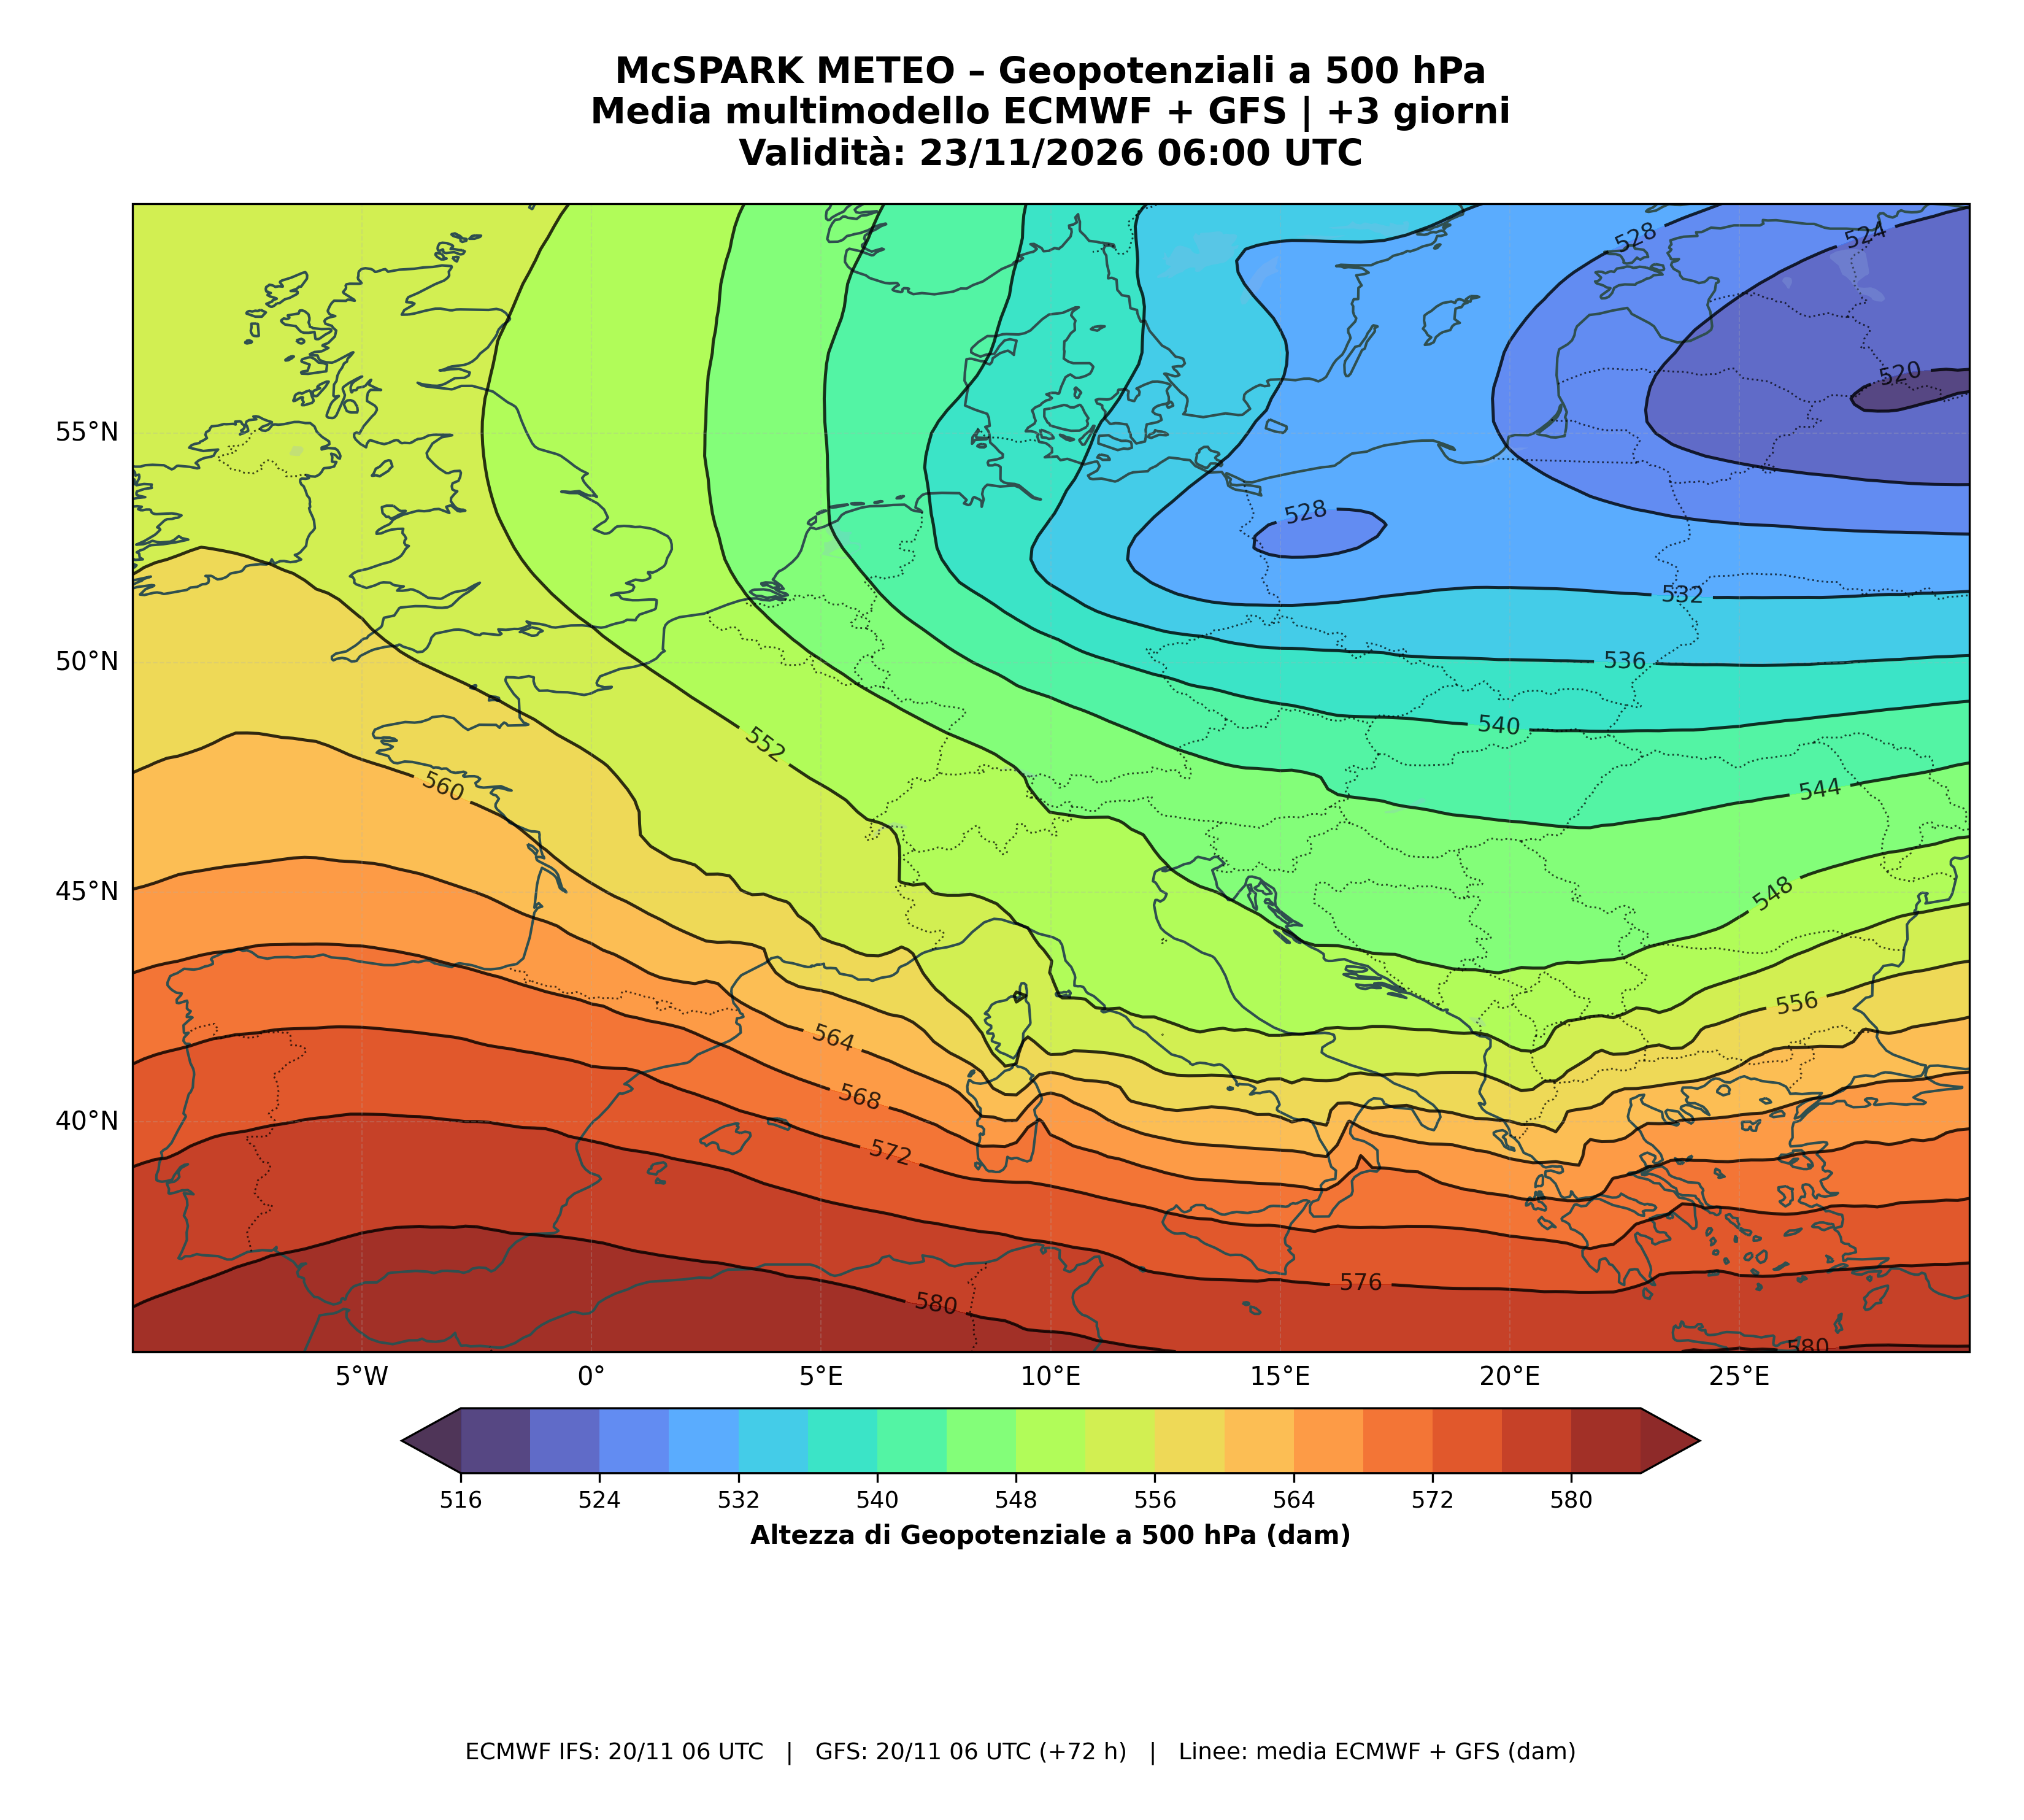 McSPARK METEO – Geopotenziali a 500 hPa
Media multimodello ECMWF + GFS | +3 giorni
Validità: 23/11/2026 06:00 UTC
528
524
520
528
55°N
532
50°N
536
540
552
560
544
548
45°N
556
564
568
40°N
572
576
580
580
5°W 0° 5°E 10°E 15°E 20°E 25°E
516 524 532 540 548 556 564 572 580
Altezza di Geopotenziale a 500 hPa (dam)
ECMWF IFS: 20/11 06 UTC | GFS: 20/11 06 UTC (+72 h) | Linee: media ECMWF + GFS (dam)